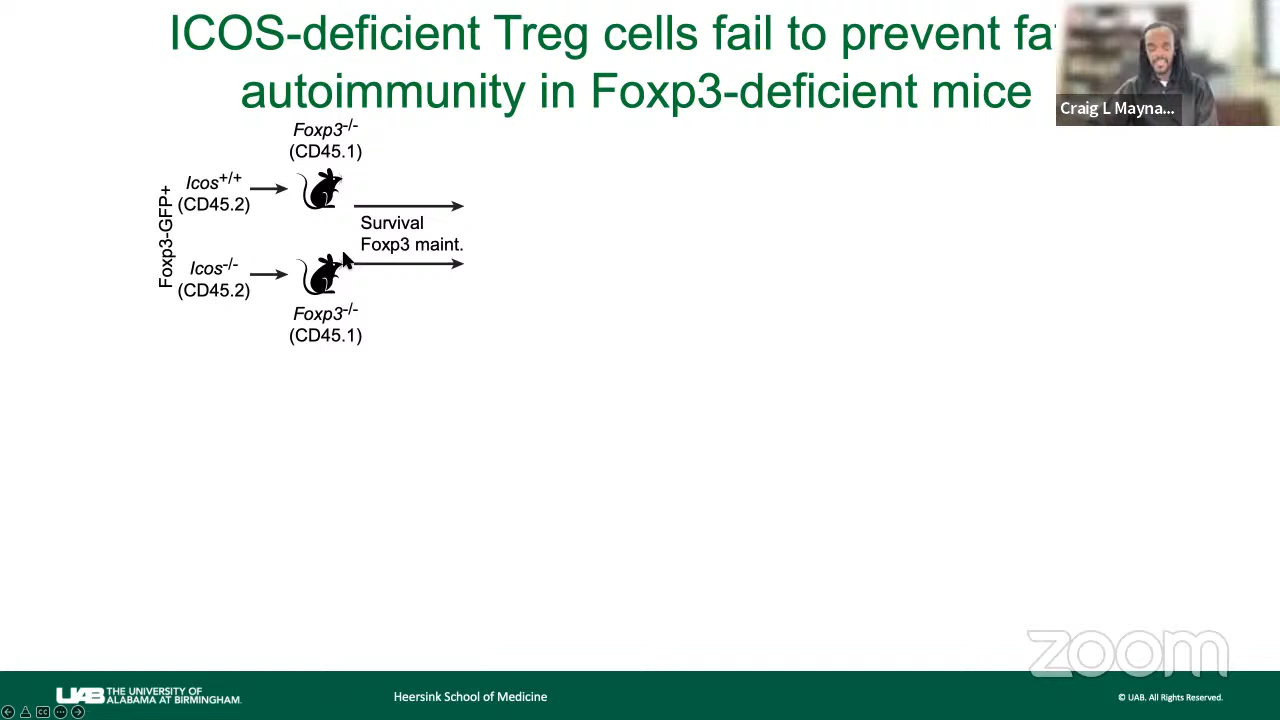 ICOS-deficient Treg cells fail to prevent fa
autoimmunity in Foxp3-deficient mice
Craig L Mayna...
Foxp3-/-
(CD45.1)
Icos+/+
(CD45.2)
Foxp3-GFP+
Survival
Foxp3 maint.
Icos-/-
(CD45.2)
Foxp3-/-
(CD45.1)
zoom
UAB THE UNIVERSITY OF
ALABAMA AT BIRMINGHAM.
Heersink School of Medicine
© UAB. All Rights Reserved.
CC